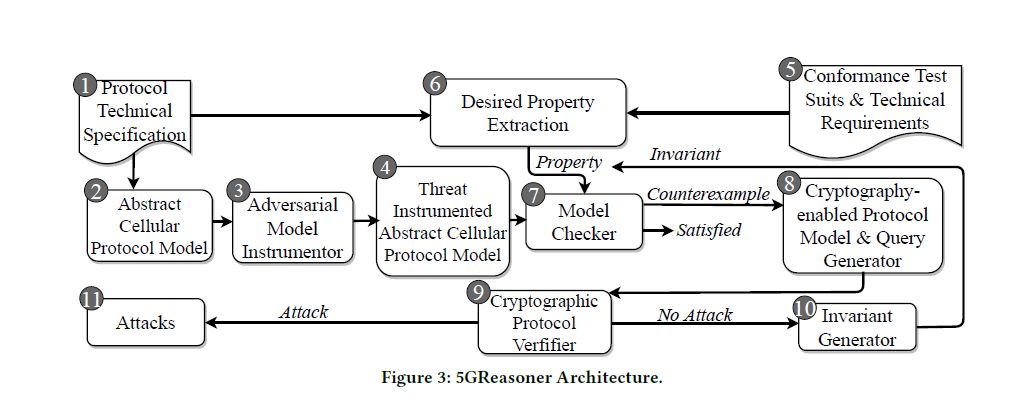 1
Protocol
Technical
Specification
6
Desired Property
Extraction
5
Conformance Test
Suits & Technical
Requirements
Property
Invariant
2
Abstract
Cellular
Protocol Model
3
Adversarial
Model
Instrumentor
4
Threat
Instrumented
Abstract Cellular
Protocol Model
7
Model
Checker
Counterexample
Satisfied
8
Cryptography-
enabled Protocol
Model & Query
Generator
9
Cryptographic
Protocol
Verfifier
No Attack
10
Invariant
Generator
Attack
11
Attacks
Figure 3: 5GReasoner Architecture.